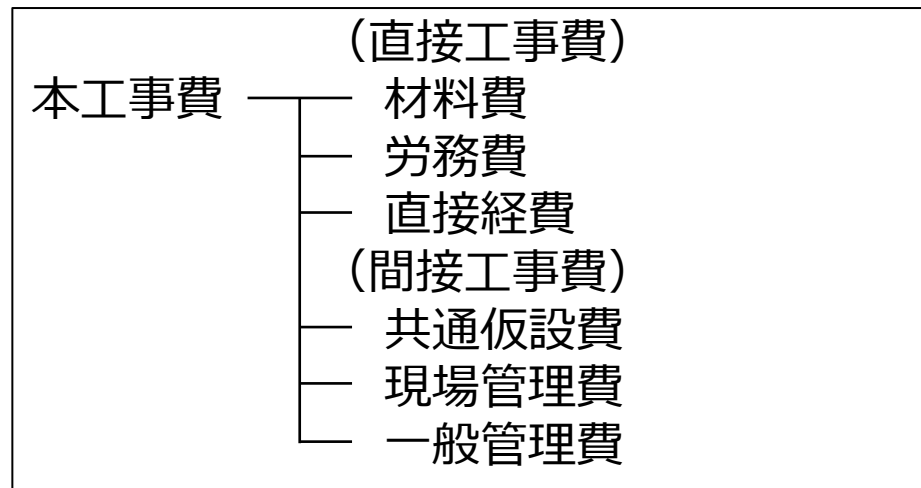 （直接工事費）
本工事費 材料費
労務費
直接経費
（間接工事費）
共通仮設費
現場管理費
一般管理費